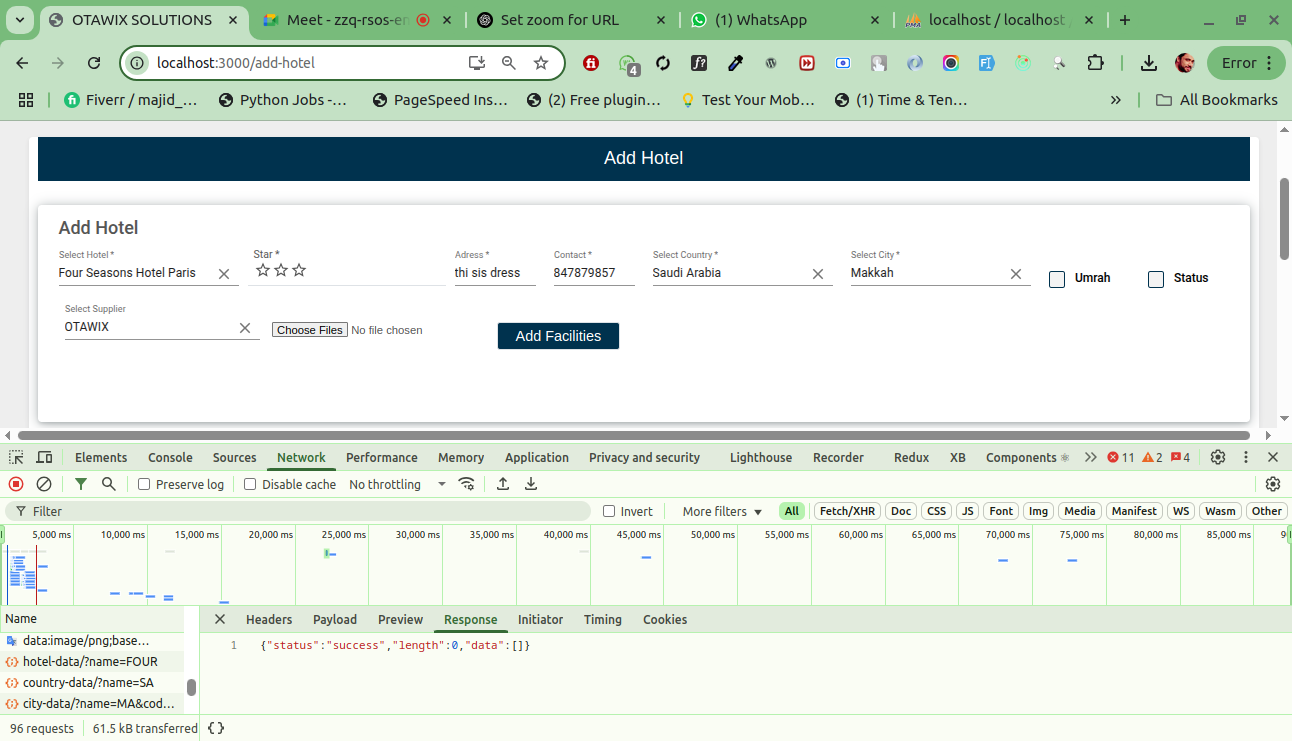 OTAWIX SOLUTIONS
Meet - zzq-rsos-en
Set zoom for URL
(1) WhatsApp
localhost / localhost /
localhost:3000/add-hotel
4
Error
Fiverr / majid_...
Python Jobs -...
PageSpeed Ins...
(2) Free plugin...
Test Your Mob...
(1) Time & Ten...
All Bookmarks
Add Hotel
Add Hotel
Select Hotel *
Star *
Adress *
Contact *
Select Country *
Select City *
Four Seasons Hotel Paris
thi sis dress
847879857
Saudi Arabia
Makkah
Umrah
Status
Select Supplier
OTAWIX
Choose Files No file chosen
Add Facilities
Elements Console Sources Network Performance Memory Application Privacy and security Lighthouse Recorder Redux XB Components 11 2 4
Preserve log Disable cache No throttling
Filter Invert More filters All Fetch/XHR Doc CSS JS Font Img Media Manifest WS Wasm Other
5,000 ms 10,000 ms 15,000 ms 20,000 ms 25,000 ms 30,000 ms 35,000 ms 40,000 ms 45,000 ms 50,000 ms 55,000 ms 60,000 ms 65,000 ms 70,000 ms 75,000 ms 80,000 ms 85,000 ms
Name Headers Payload Preview Response Initiator Timing Cookies
data:image/png;base...
1 {"status":"success","length":0,"data":[]}
hotel-data/?name=FOUR
country-data/?name=SA
city-data/?name=MA&cod...
96 requests 61.5 kB transferred {}